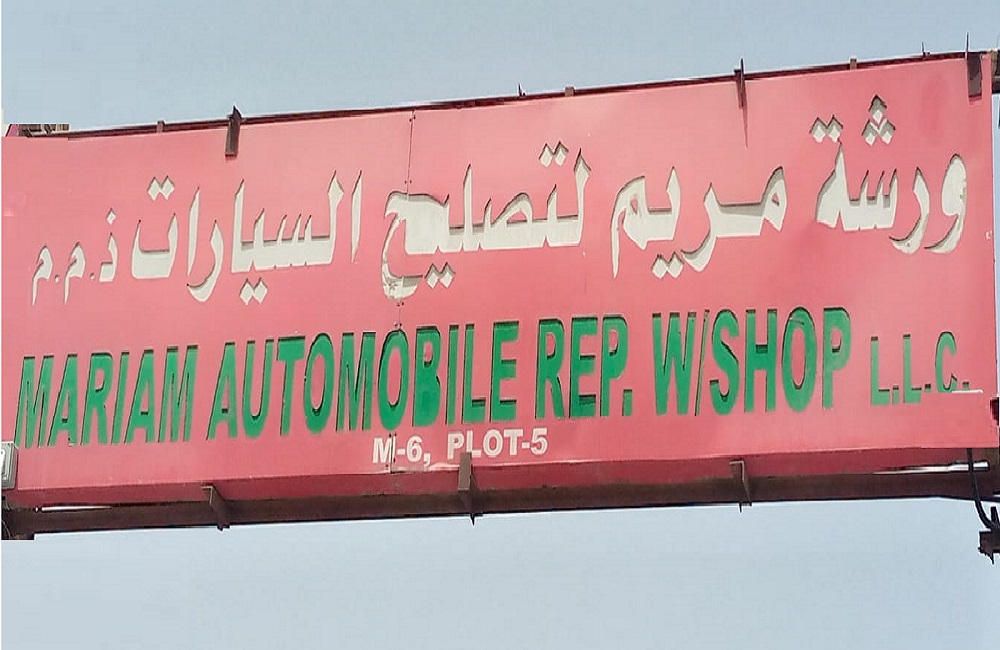 ورشة مريم لتصليح السيارات ذ.م.م
MARIAM AUTOMOBILE REP. W/SHOP L.L.C.
M-6, PLOT-5